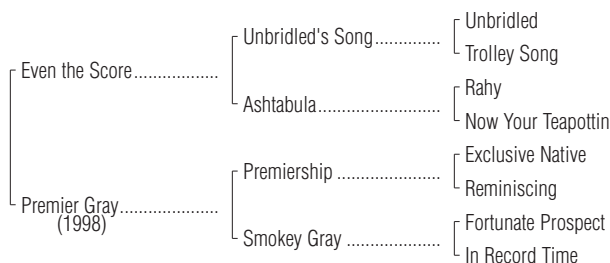 Unbridled
Unbridled's Song...............
Trolley Song
Even the Score..................
Rahy
Ashtabula............................
Now Your Teapottin
Exclusive Native
Premiership ........................
Reminiscing
Premier Gray.....................
(1998)
Fortunate Prospect
Smokey Gray ......................
In Record Time